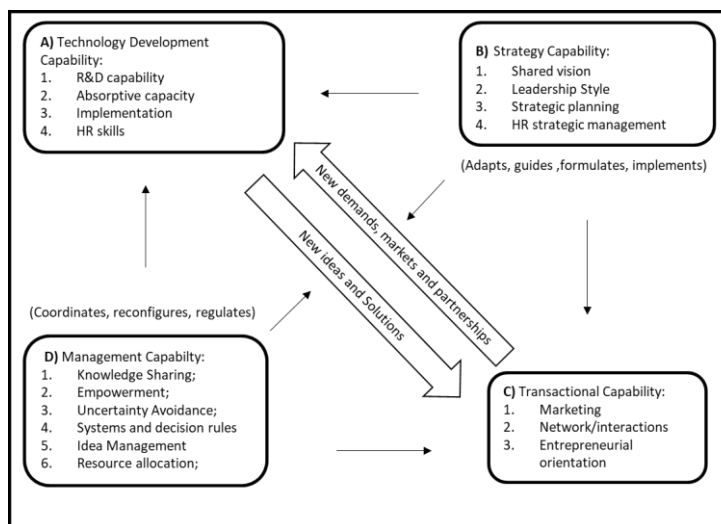 A) Technology Development
Capability:
1. R&D capability
2. Absorptive capacity
3. Implementation
4. HR skills
B) Strategy Capability:
1. Shared vision
2. Leadership Style
3. Strategic planning
4 HR strategic management
(Adapts, guides ,formulates, implements)
New demands, markets and partnerships
New ideas and Solutions
(Coordinates, reconfigures, regulates)
D) Management Capabilty:
1. Knowledge Sharing;
2. Empowerment;
3. Uncertainty Avoidance;
4. Systems and decision rules
5. Idea Management
6. Resource allocation;
C) Transactional Capability:
1. Marketing
2. Network/interactions
3. Entrepreneurial
orientation